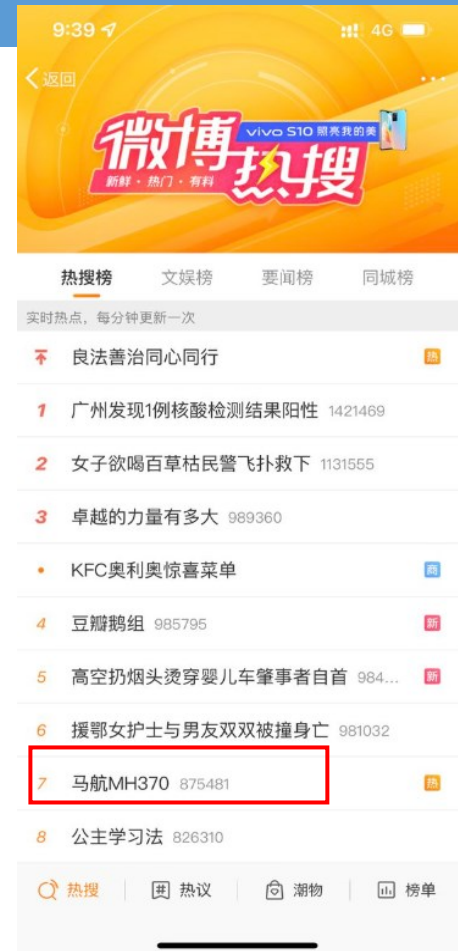 9:39 4G
返回
微博热搜
vivo S10 照亮我的美
新鲜·热门·有料
热搜榜 文娱榜 要闻榜 同城榜
实时热点，每分钟更新一次
良法善治同心同行 热
1 广州发现1例核酸检测结果阳性 1421469
2 女子欲喝百草枯民警飞扑救下 1131555
3 卓越的力量有多大 989360
• KFC奥利奥惊喜菜单 商
4 豆瓣鹅组 985795 新
5 高空扔烟头烫穿婴儿车肇事者自首 984... 新
6 援鄂女护士与男友双双被撞身亡 981032
7 马航MH370 875481 热
8 公主学习法 826310
热搜 # 热议 潮物 榜单